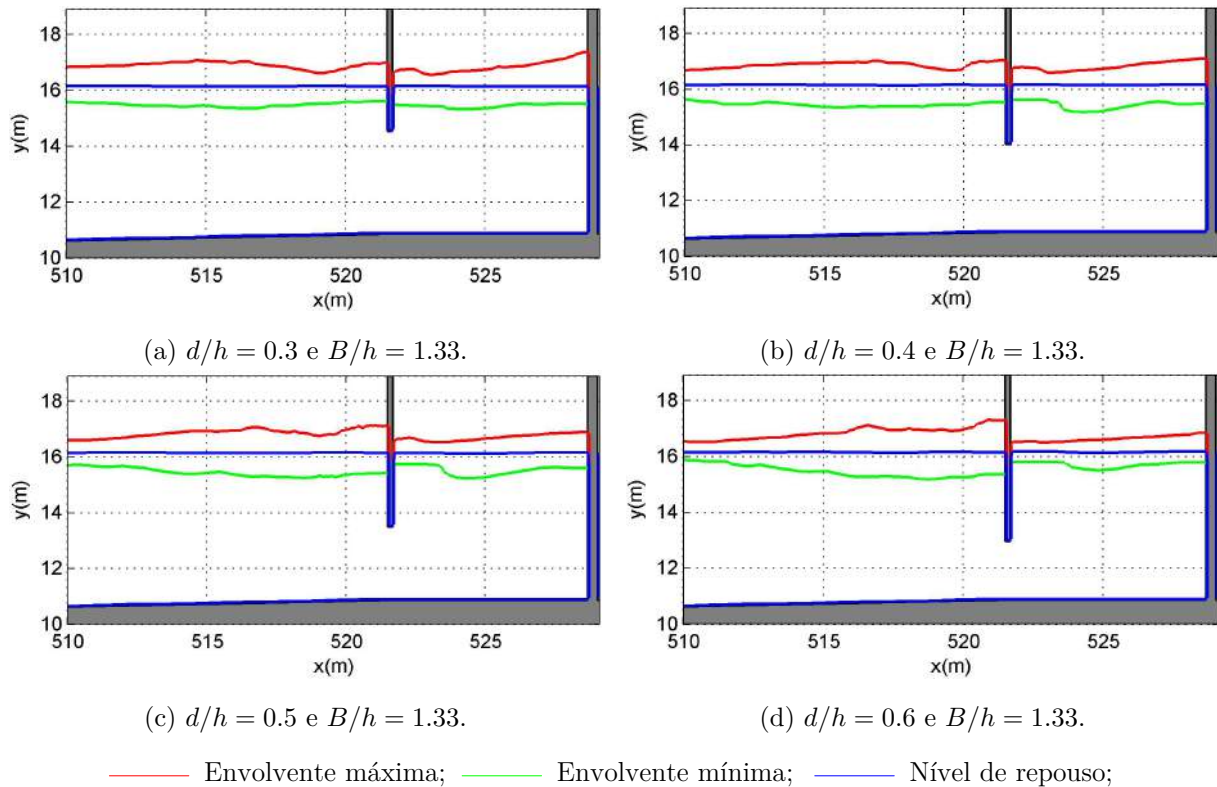 18
16
14
12
10
y(m)
510
515
520
525
x(m)
18
16
14
12
10
y(m)
510
515
520
525
x(m)
(a) d/h = 0.3 e B/h = 1.33.
(b) d/h = 0.4 e B/h = 1.33.
18
16
14
12
10
y(m)
510
515
520
525
x(m)
18
16
14
12
10
y(m)
510
515
520
525
x(m)
(c) d/h = 0.5 e B/h = 1.33.
(d) d/h = 0.6 e B/h = 1.33.
Envolvente máxima; Envolvente mínima; Nível de repouso;